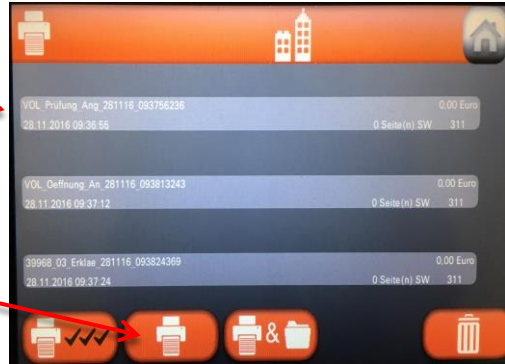 VOL_Prüfung_Ang_281116_093756236 0,00 Euro
28.11.2016 09:36:55 0 Seite(n) SW 311
VOL_Oeffnung_An_281116_093813243 0,00 Euro
28.11.2016 09:37:12 0 Seite(n) SW 311
39968_03_Erklae_281116_093824369 0,00 Euro
28.11.2016 09:37:24 0 Seite(n) SW 311
&